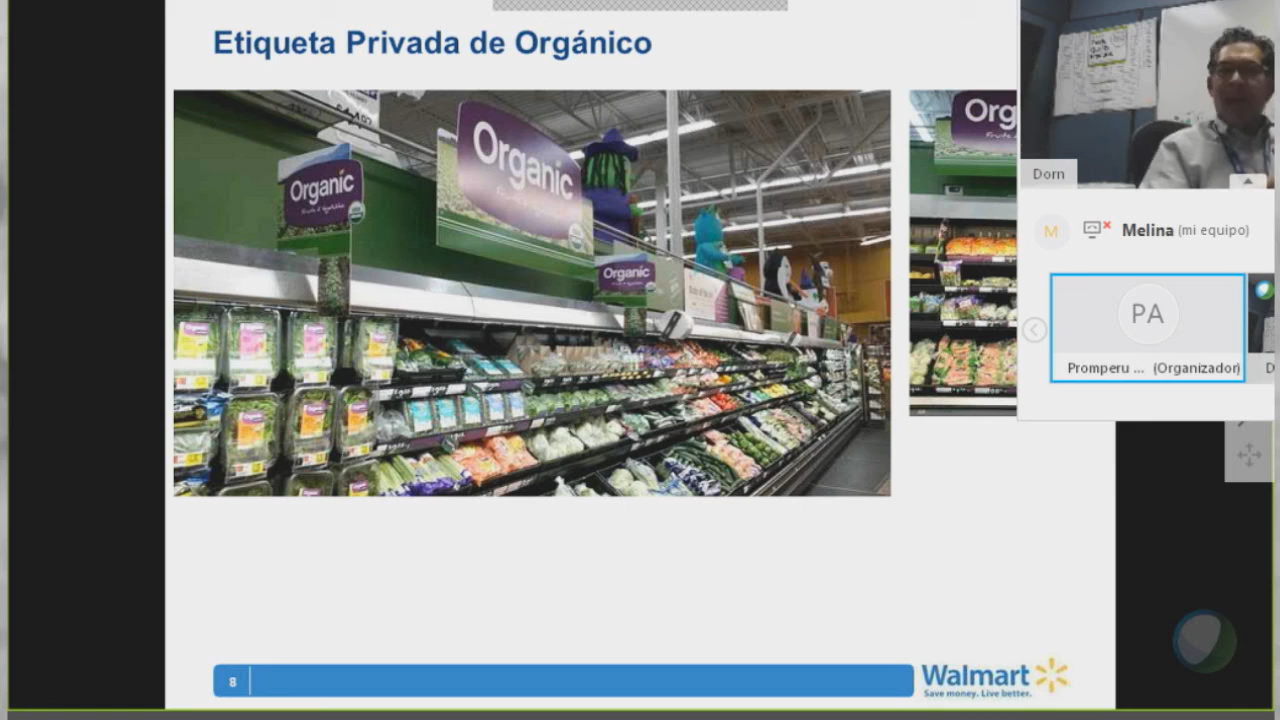 Etiqueta Privada de Orgánico
Organic
Organic
Organic
Org
Dorn
M
Melina (mi equipo)
PA
Promperu ... (Organizador)
D
8
Walmart
Save money. Live better.